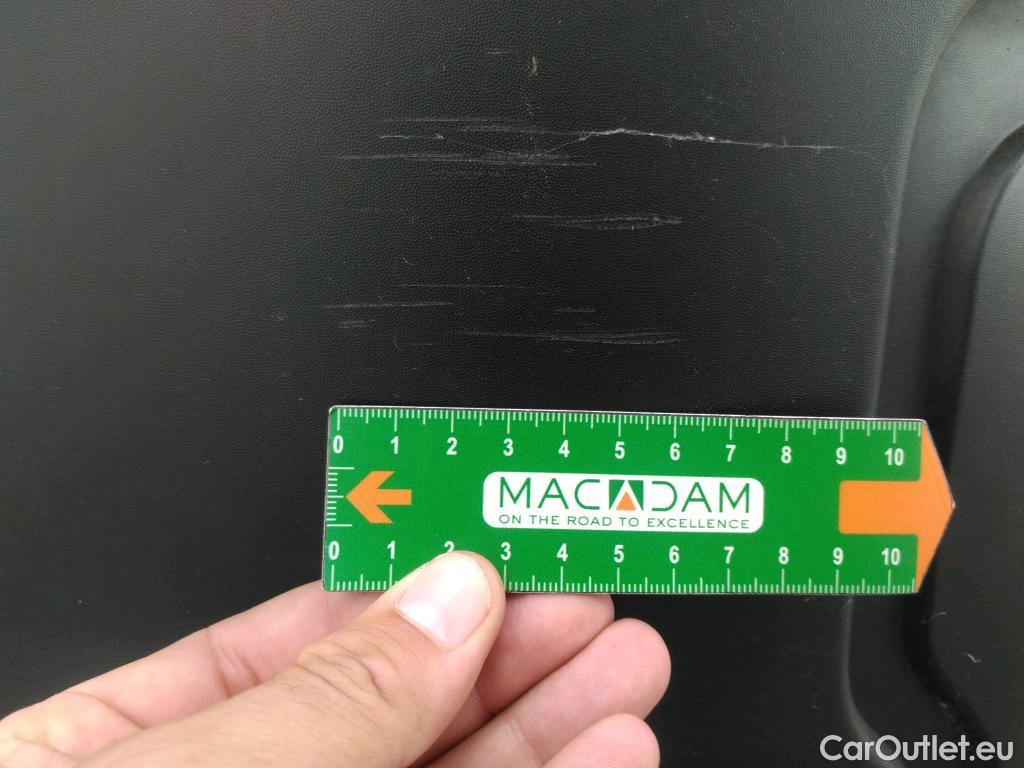 0 1 2 3 4 5 6 7 8 9 10
MACADAM
ON THE ROAD TO EXCELLENCE
0 1 2 3 4 5 6 7 8 9 10
CarOutlet.eu